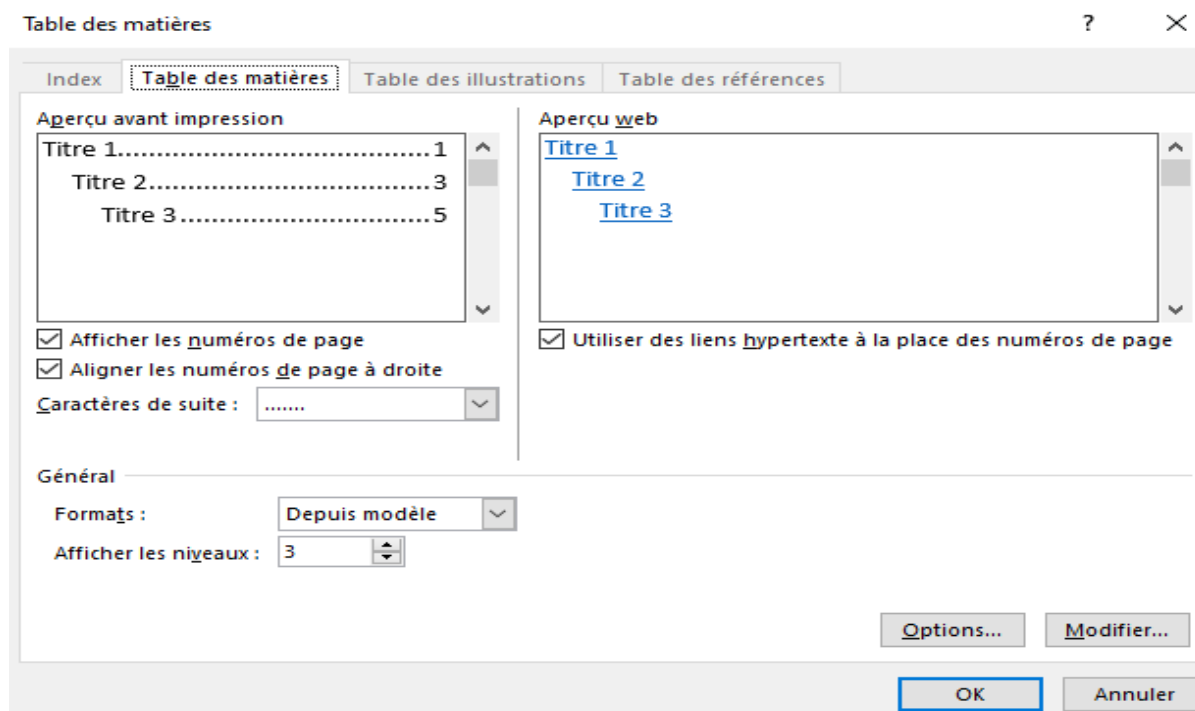 Table des matières ? ×
Index Table des matières Table des illustrations Table des références
Aperçu avant impression
Titre 1....................................1
Titre 2................................3
Titre 3............................5
Afficher les numéros de page
Aligner les numéros de page à droite
Caractères de suite : .......
Aperçu web
Titre 1
Titre 2
Titre 3
Utiliser des liens hypertexte à la place des numéros de page
Général
Formats : Depuis modèle
Afficher les niveaux : 3
Options... Modifier...
OK Annuler